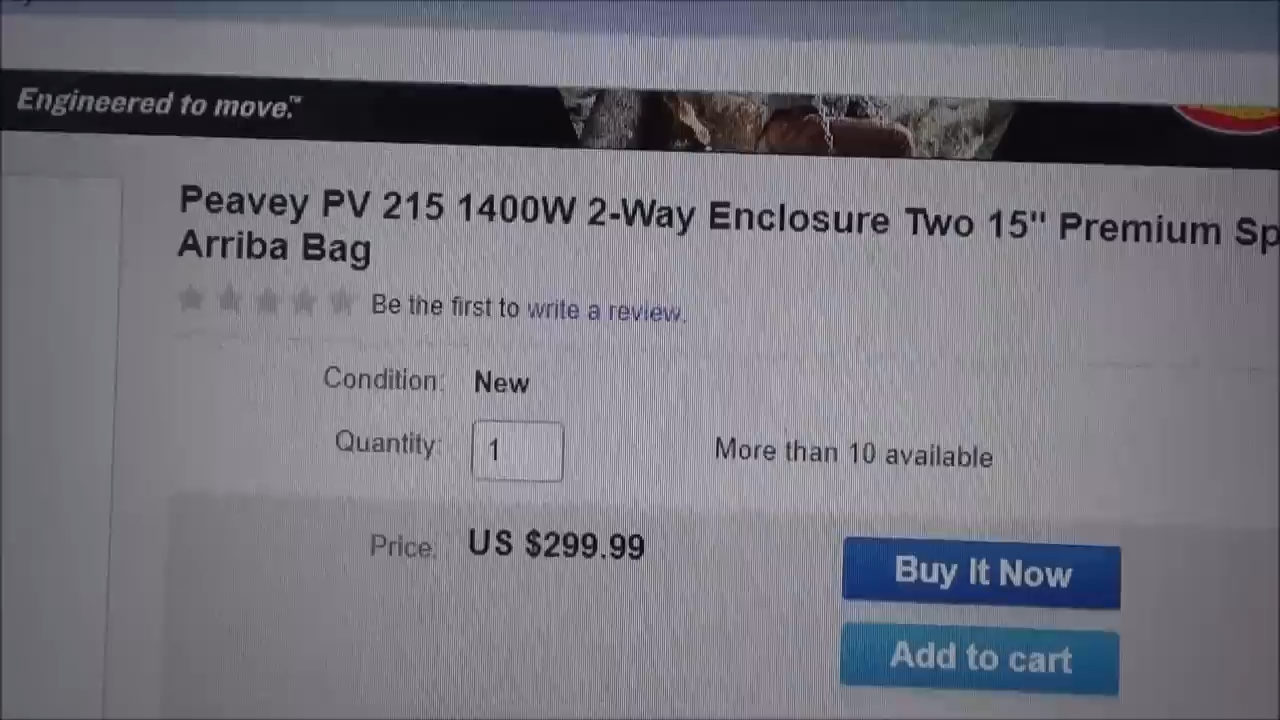 Engineered to move.™
Peavey PV 215 1400W 2-Way Enclosure Two 15" Premium Sp
Arriba Bag
Be the first to write a review.
Condition: New
Quantity: 1 More than 10 available
Price: US $299.99
Buy It Now
Add to cart